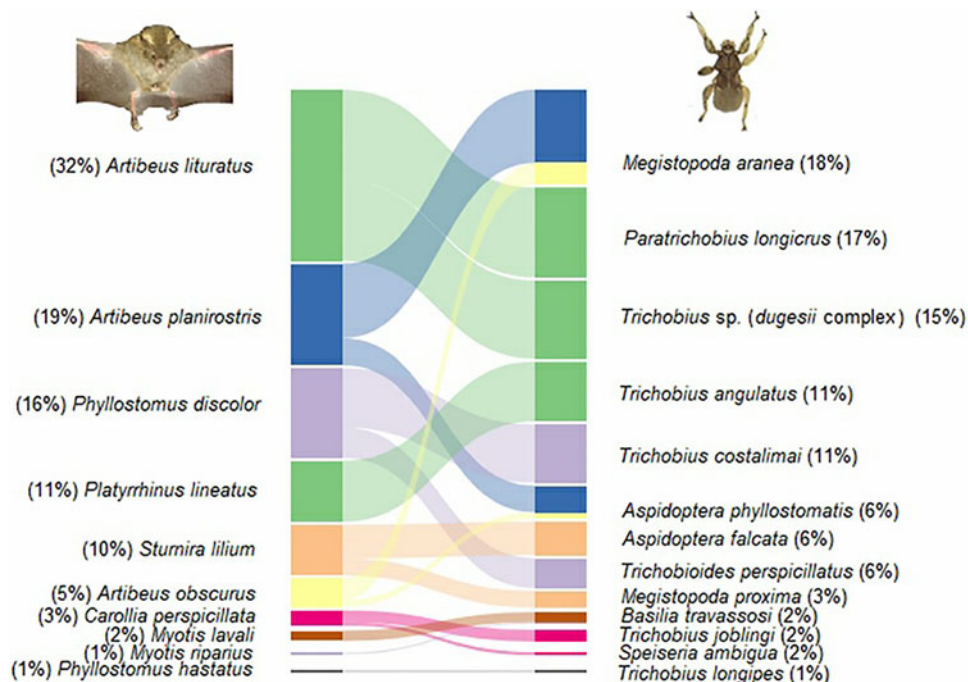 (32%) Artibeus lituratus
(19%) Artibeus planirostris
(16%) Phyllostomus discolor
(11%) Platyrrhinus lineatus
(10%) Sturnira lilium
(5%) Artibeus obscurus
(3%) Carollia perspicillata
(2%) Myotis lavali
(1%) Myotis riparius
(1%) Phyllostomus hastatus
Megistopoda aranea (18%)
Paratrichobius longicrus (17%)
Trichobius sp. (dugesii complex) (15%)
Trichobius angulatus (11%)
Trichobius costalimai (11%)
Aspidoptera phyllostomatis (6%)
Aspidoptera falcata (6%)
Trichobioides perspicillatus (6%)
Megistopoda proxima (3%)
Basilia travassosi (2%)
Trichobius joblingi (2%)
Speiseria ambigua (2%)
Trichobius longipes (1%)